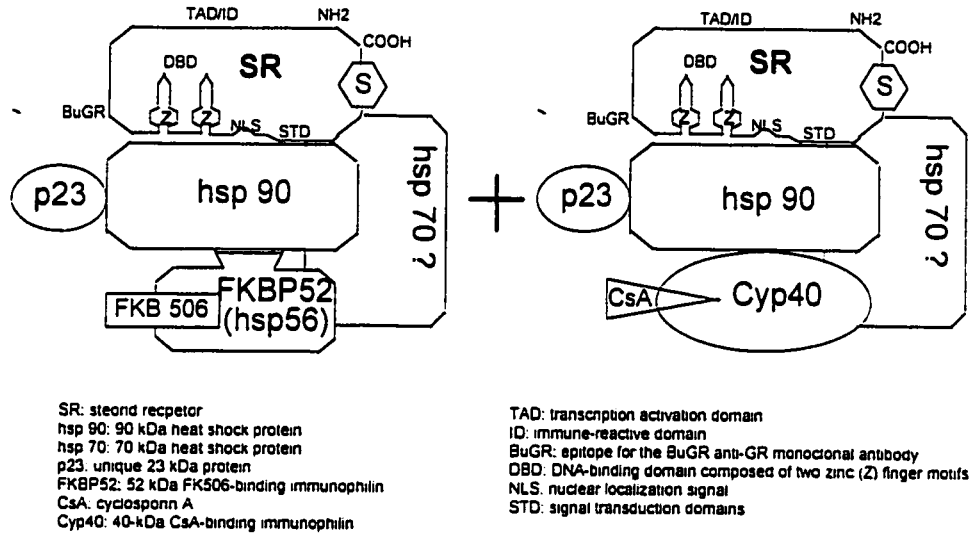 TAD/ID
NH2
COOH
SR
DBD
S
BuGR
Z
Z
NLS
STD
hsp 90
p23
hsp 70 ?
FKBP52
(hsp56)
FKB 506
+
TAD/ID
NH2
COOH
SR
DBD
S
BuGR
Z
Z
NLS
STD
hsp 90
p23
hsp 70 ?
Cyp40
CsA
SR: steond recpetor
hsp 90: 90 kDa heat shock protein
hsp 70: 70 kDa heat shock protein
p23. unique 23 kDa protein
FKBP52: 52 kDa FK506-binding immunophilin
CsA: cyclosponn A
Cyp40: 40-kDa CsA-binding immunophilin
TAD: transcnption activation domain
ID: immune-reactive domain
BuGR: epitope for the BuGR anti-GR monoclonal antibody
DBD: DNA-binding domain composed of two zinc (Z) finger motifs
NLS. nuclear localization signal
STD: signal transduction domains